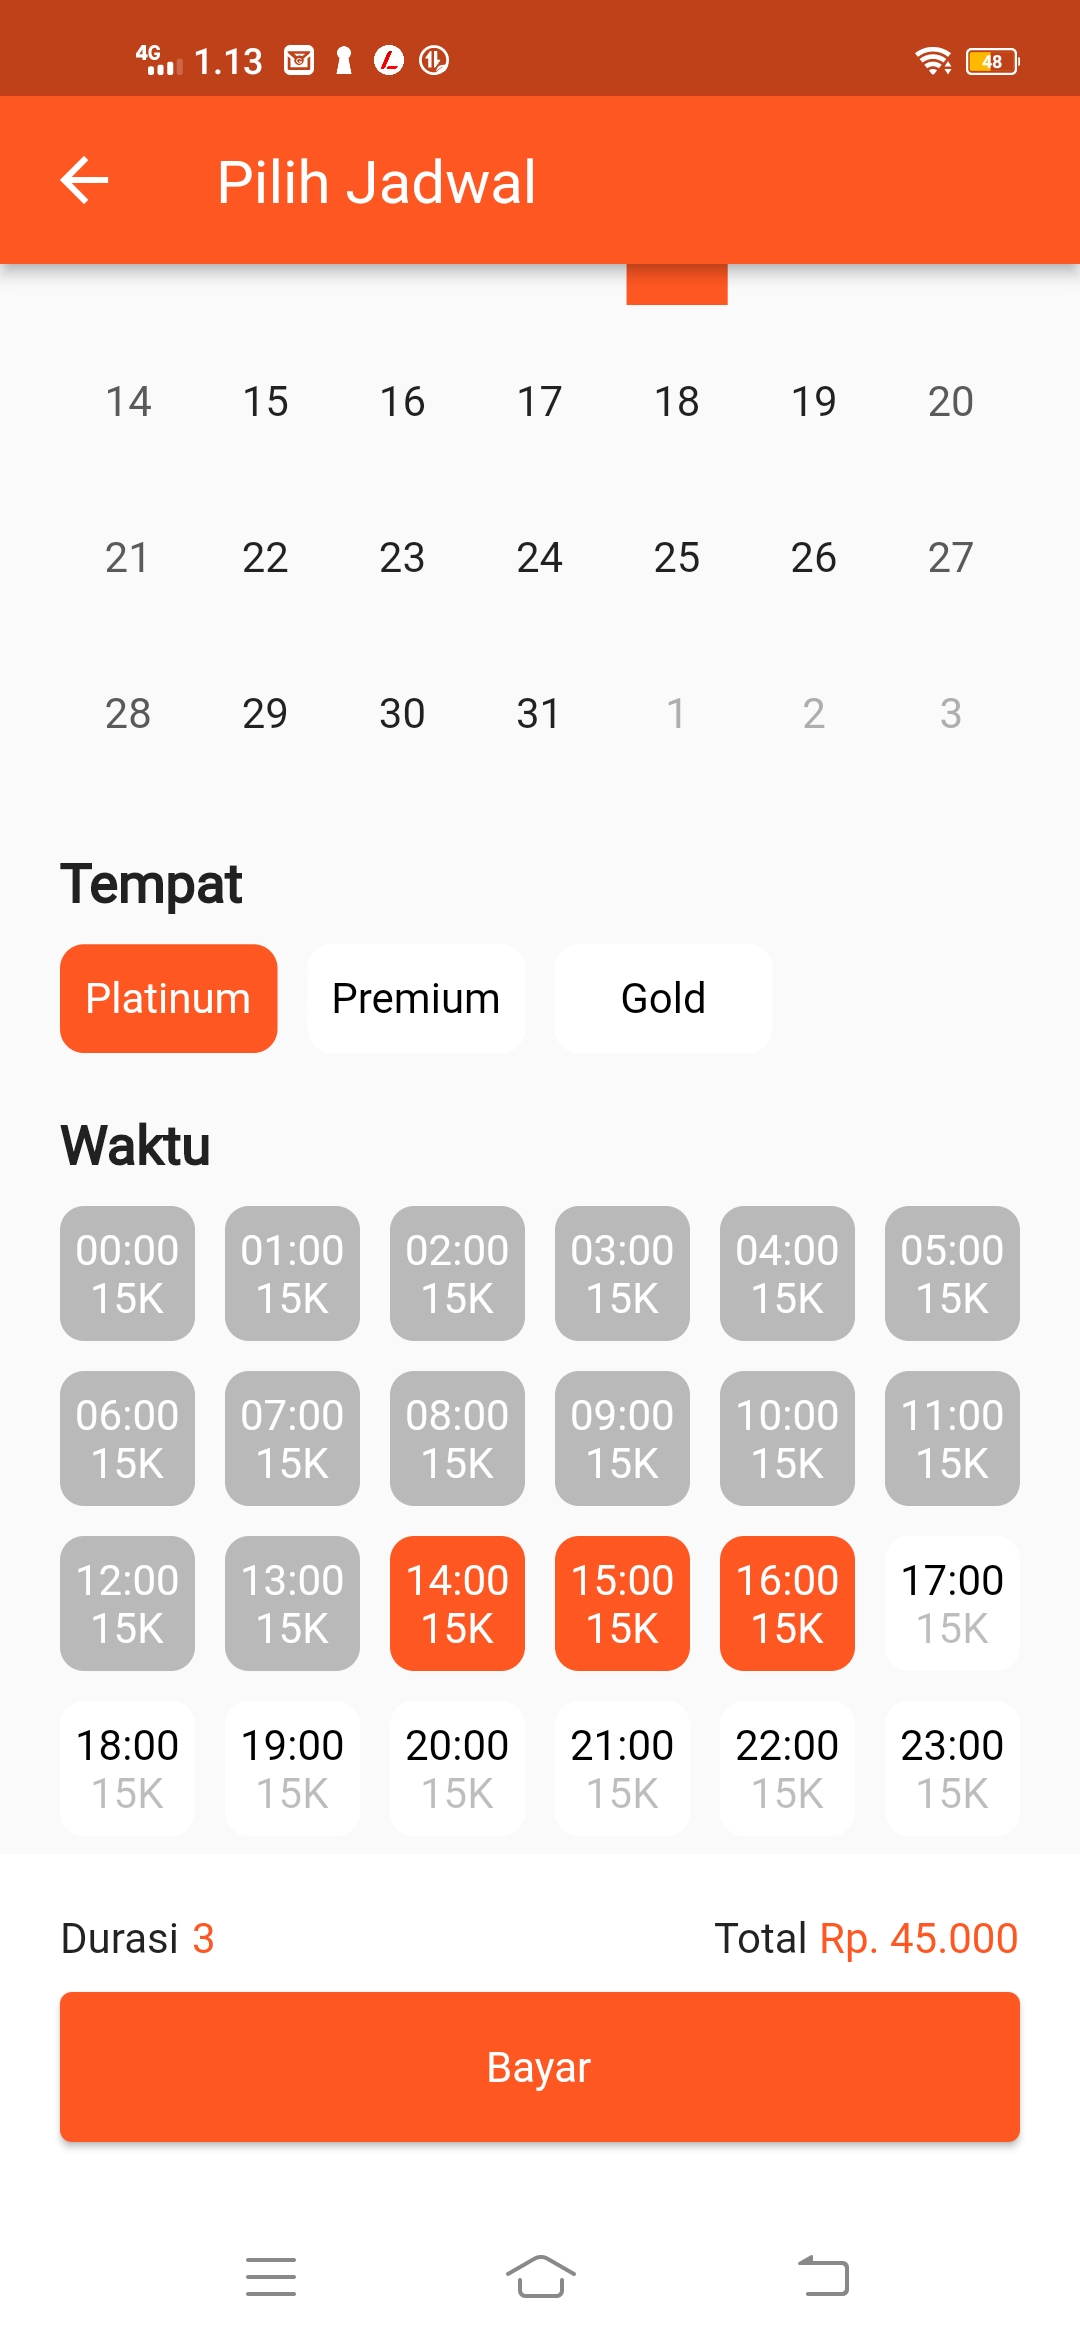 4G 1.13 48
Pilih Jadwal
14 15 16 17 18 19 20
21 22 23 24 25 26 27
28 29 30 31 1 2 3
Tempat
Platinum Premium Gold
Waktu
00:00 01:00 02:00 03:00 04:00 05:00
15K 15K 15K 15K 15K 15K
06:00 07:00 08:00 09:00 10:00 11:00
15K 15K 15K 15K 15K 15K
12:00 13:00 14:00 15:00 16:00 17:00
15K 15K 15K 15K 15K 15K
18:00 19:00 20:00 21:00 22:00 23:00
15K 15K 15K 15K 15K 15K
Durasi 3 Total Rp. 45.000
Bayar